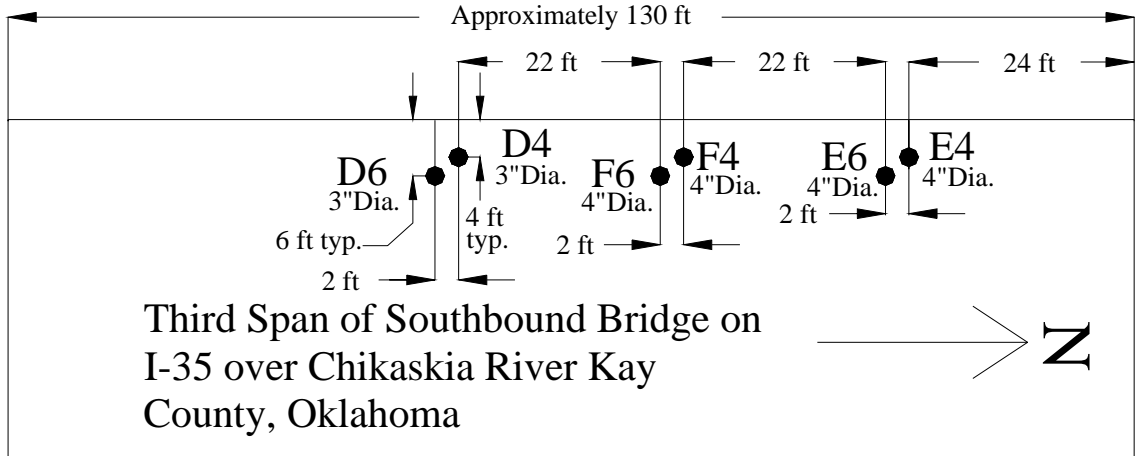 Approximately 130 ft
22 ft
22 ft
24 ft
D6
3"Dia.
D4
3"Dia.
F6
4"Dia.
F4
4"Dia.
E6
4"Dia.
E4
4"Dia.
6 ft typ.
4 ft
typ.
2 ft
2 ft
2 ft
Third Span of Southbound Bridge on
I-35 over Chikaskia River Kay
County, Oklahoma
N